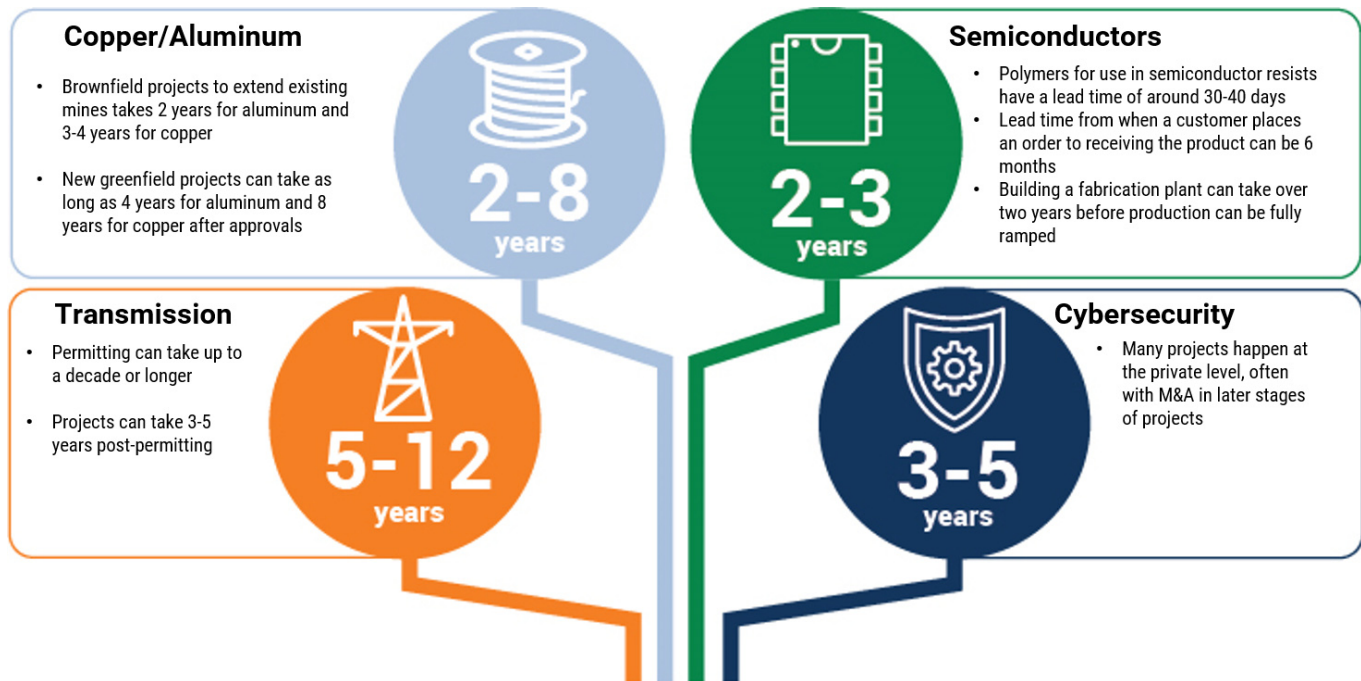 Copper/Aluminum
• Brownfield projects to extend existing
mines takes 2 years for aluminum and
3-4 years for copper
• New greenfield projects can take as
long as 4 years for aluminum and 8
years for copper after approvals
2-8
years
Semiconductors
• Polymers for use in semiconductor resists
have a lead time of around 30-40 days
• Lead time from when a customer places
an order to receiving the product can be 6
months
• Building a fabrication plant can take over
two years before production can be fully
ramped
2-3
years
Transmission
• Permitting can take up to
a decade or longer
• Projects can take 3-5
years post-permitting
5-12
years
Cybersecurity
• Many projects happen at
the private level, often
with M&A in later stages
of projects
3-5
years